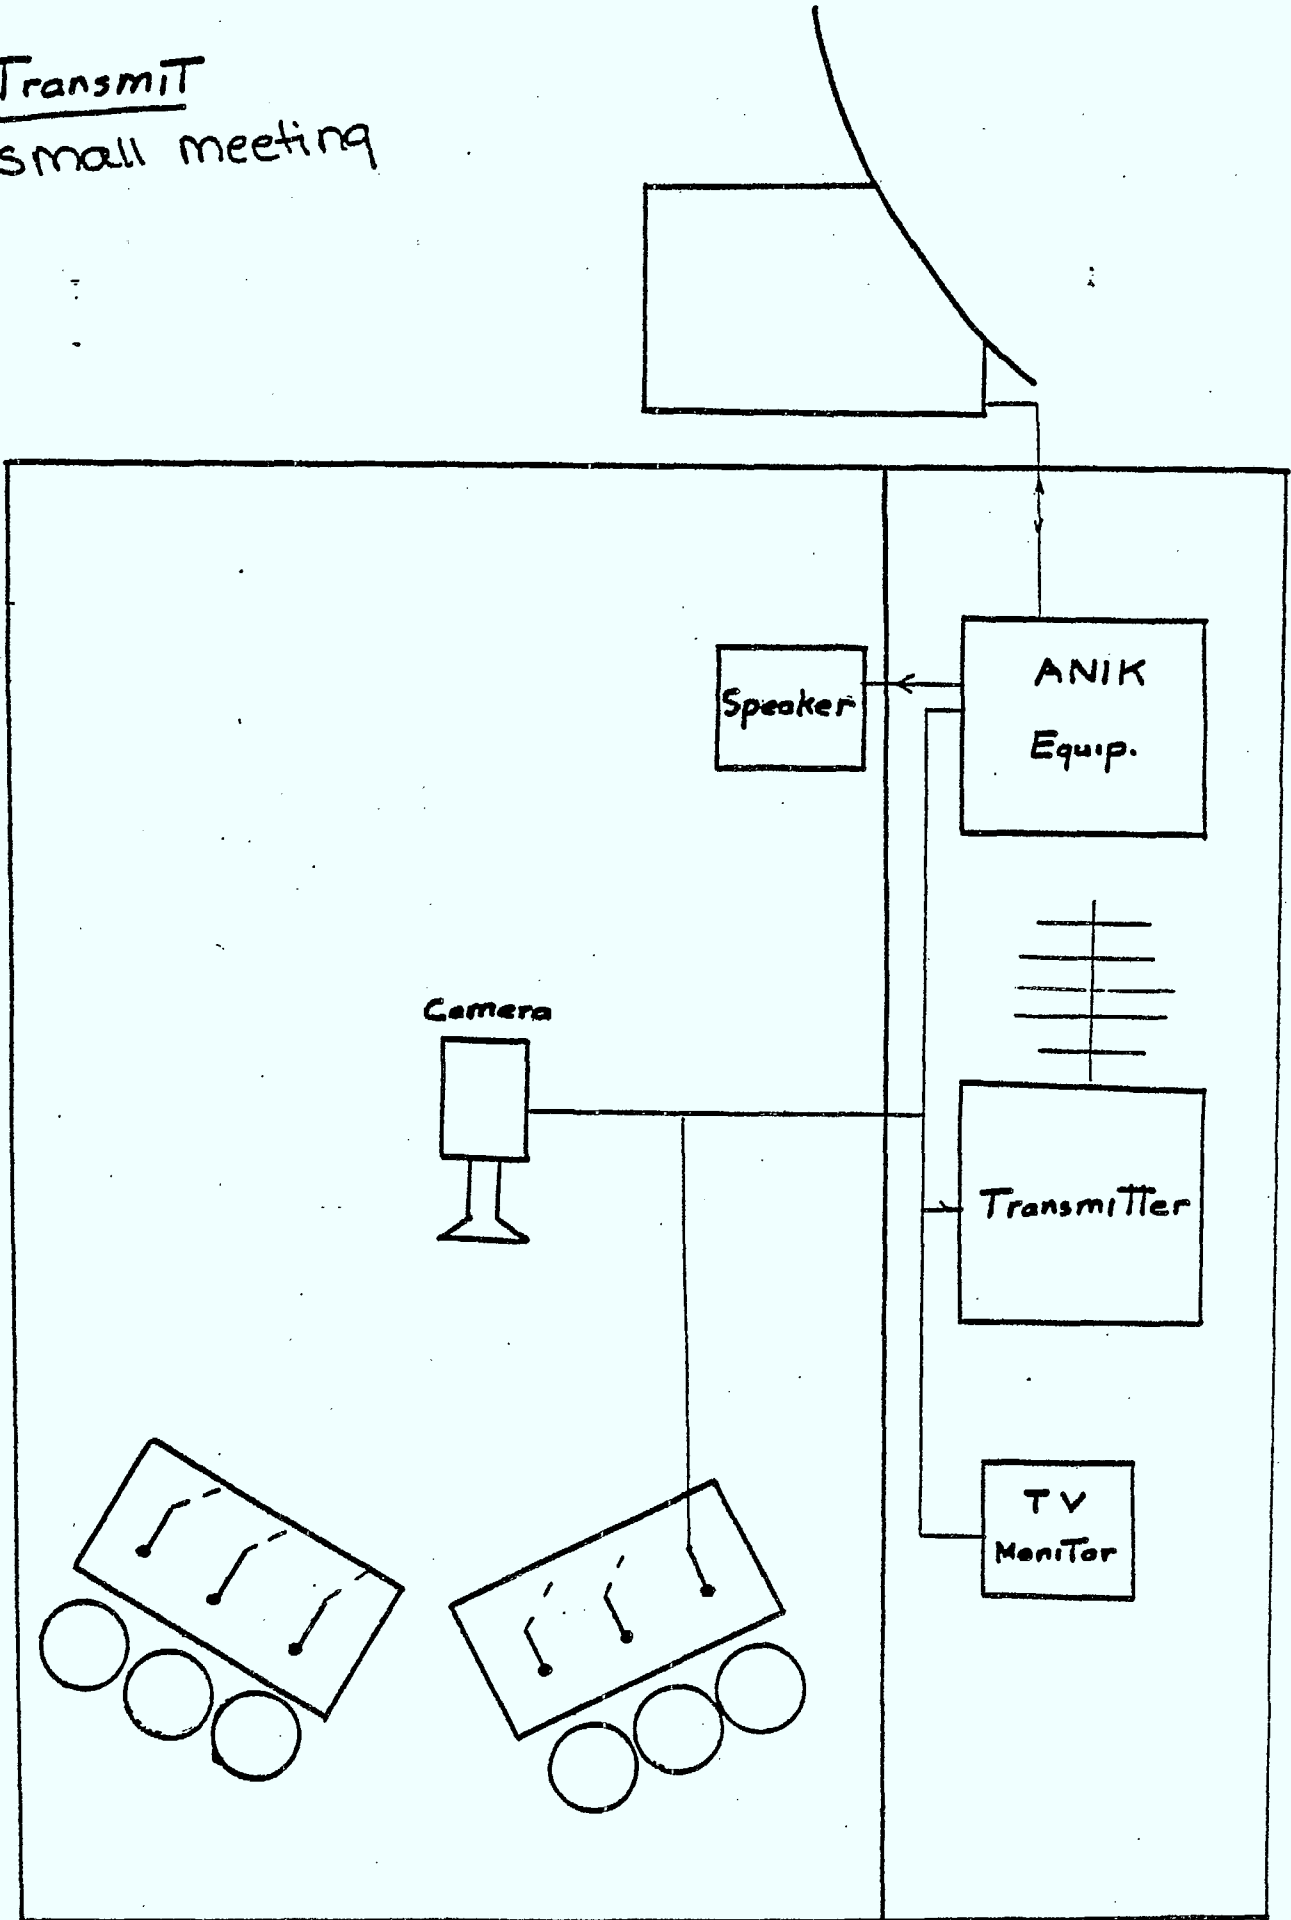 TransmiT
small meeting
ANIK
Equip.
Speaker
Camera
TransmiTTer
TV
MoniTor